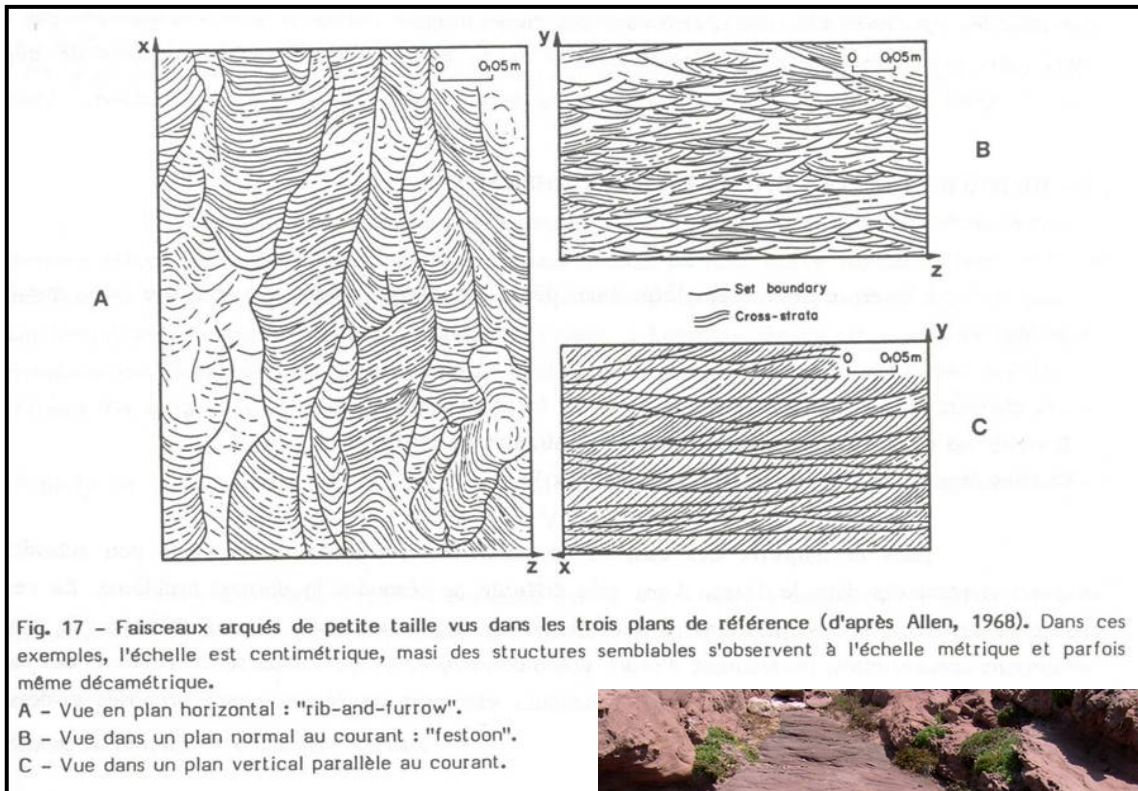 x
0 0,05 m
A
z
y
0 0,05 m
B
z
Set boundary
Cross-strata
y
0 0,05 m
C
x
Fig. 17 - Faisceaux arqués de petite taille vus dans les trois plans de référence (d'après Allen, 1968). Dans ces
exemples, l'échelle est centimétrique, masi des structures semblables s'observent à l'échelle métrique et parfois
même décamétrique.
A - Vue en plan horizontal : "rib-and-furrow".
B - Vue dans un plan normal au courant : "festoon".
C - Vue dans un plan vertical parallèle au courant.